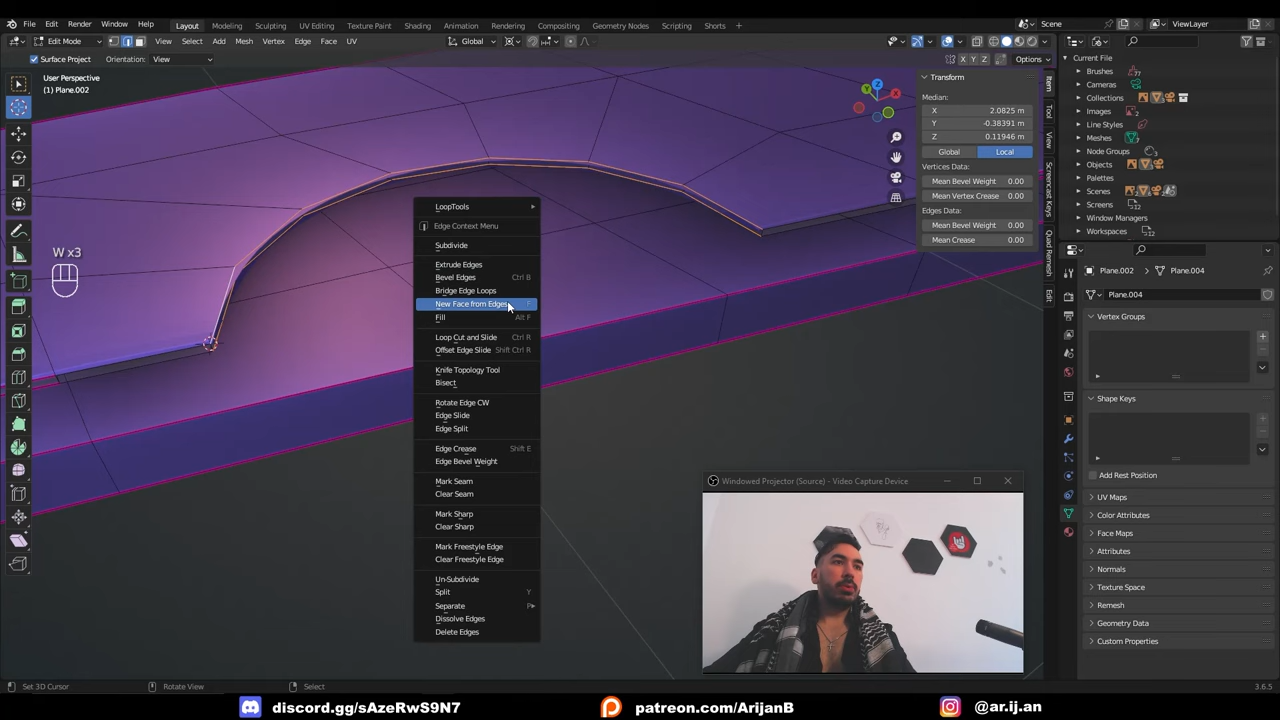 File Edit Render Window Help Layout Modeling Sculpting UV Editing Texture Paint Shading Animation Rendering Compositing Geometry Nodes Scripting Shorts Scene ViewLayer
Edit Mode View Select Add Mesh Vertex Edge Face UV Global
Surface Project Orientation: View X Y Z Options
User Perspective
(1) Plane.002
W x3
LoopTools
Edge Context Menu
Subdivide
Extrude Edges
Bevel Edges Ctrl B
Bridge Edge Loops
New Face from Edges F
Fill Alt F
Loop Cut and Slide Ctrl R
Offset Edge Slide Shift Ctrl R
Knife Topology Tool
Bisect
Rotate Edge CW
Edge Slide
Edge Split
Edge Crease Shift E
Edge Bevel Weight
Mark Seam
Clear Seam
Mark Sharp
Clear Sharp
Mark Freestyle Edge
Clear Freestyle Edge
Un-Subdivide
Split Y
Separate P
Dissolve Edges
Delete Edges
Z
Y
X
Transform
Median:
X 2.0825 m
Y -0.38391 m
Z 0.11946 m
Global Local
Vertices Data:
Mean Bevel Weight 0.00
Mean Vertex Crease 0.00
Edges Data:
Mean Bevel Weight 0.00
Mean Crease 0.00
Item
Tool
View
Screencast Keys
Quad Remesh
Edit
Current File
Brushes
Cameras
Collections
Images
Line Styles
Meshes
Node Groups
Objects
Palettes
Scenes
Screens
Window Managers
Workspaces
Plane.002 Plane.004
Plane.004
Vertex Groups
Shape Keys
Add Rest Position
UV Maps
Color Attributes
Face Maps
Attributes
Normals
Texture Space
Remesh
Geometry Data
Custom Properties
Windowed Projector (Source) - Video Capture Device
Set 3D Cursor Rotate View Select 3.6.5
discord.gg/sAzeRwS9N7 patreon.com/ArijanB @ar.ij.an